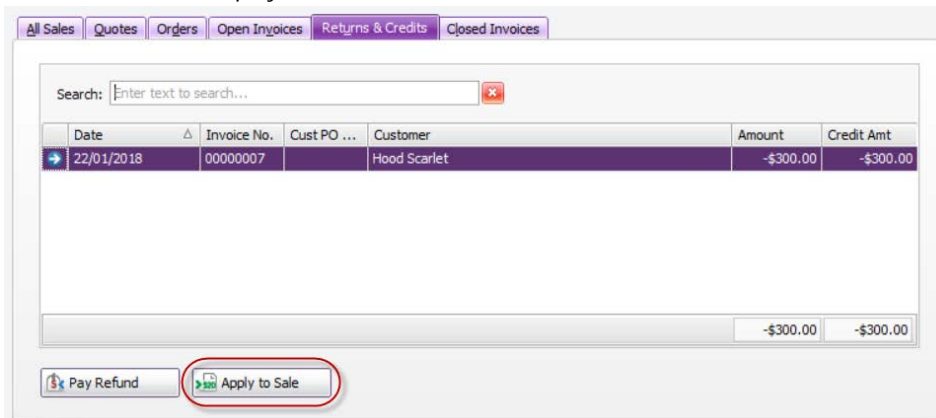 All Sales Quotes Orders Open Invoices Returns & Credits Closed Invoices
Search: Enter text to search...
Date Invoice No. Cust PO ... Customer Amount Credit Amt
22/01/2018 00000007 Hood Scarlet -$300.00 -$300.00
-$300.00 -$300.00
Pay Refund Apply to Sale